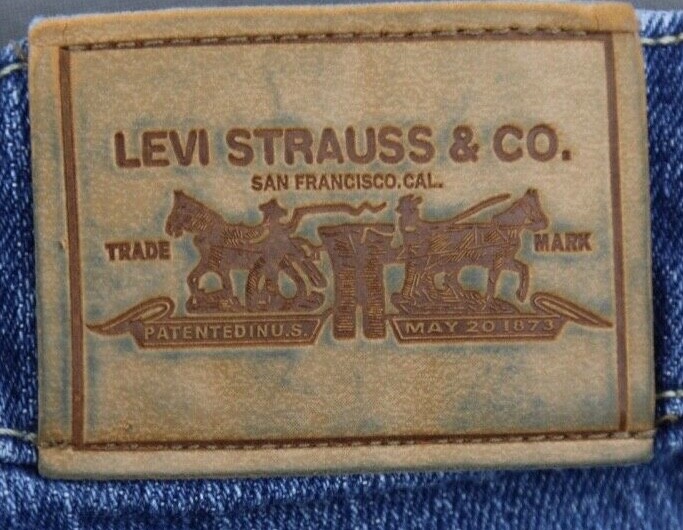 LEVI STRAUSS & CO.
SAN FRANCISCO.CAL.
TRADE MARK
PATENTEDINU.S. MAY 20 1873